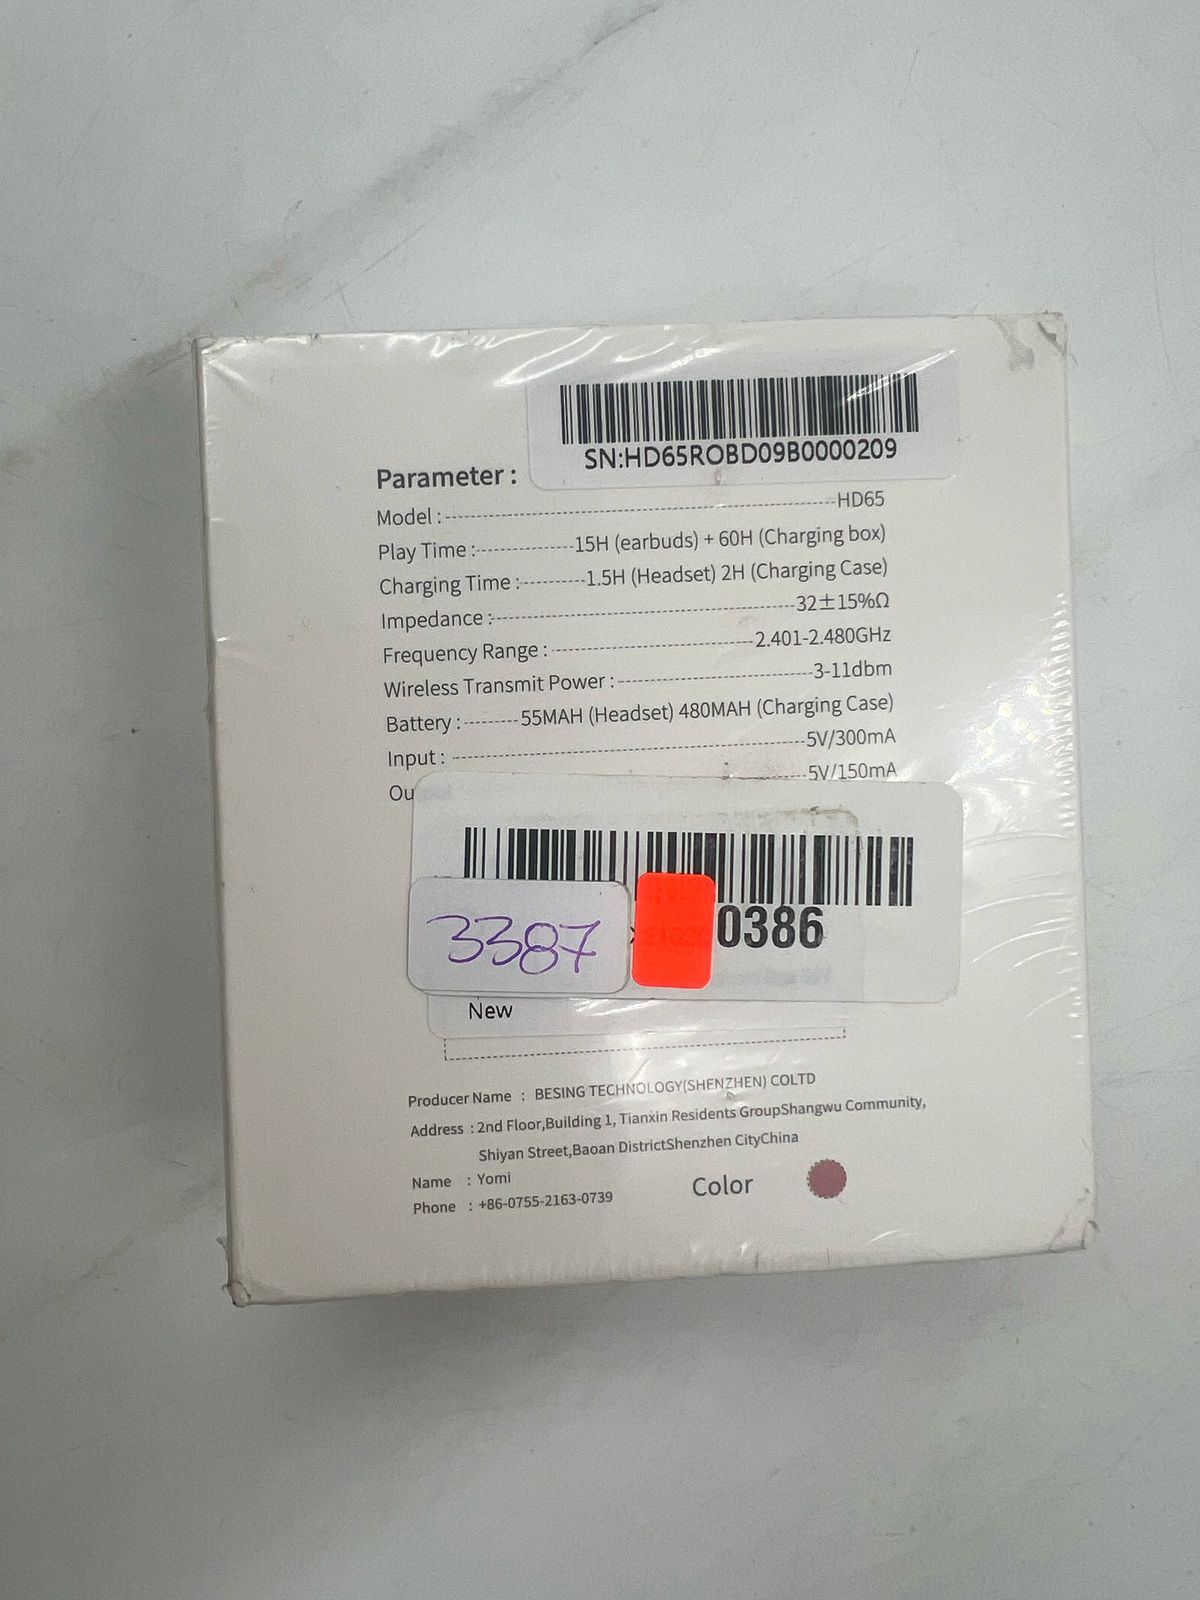 SN:HD65ROBD09B0000209
Parameter :
Model : HD65
Play Time : 15H (earbuds) + 60H (Charging box)
Charging Time : 1.5H (Headset) 2H (Charging Case)
Impedance : 32±15%Ω
Frequency Range : 2.401-2.480GHz
Wireless Transmit Power : 3-11dbm
Battery : 55MAH (Headset) 480MAH (Charging Case)
Input : 5V/300mA
5V/150mA
0386
3387
New
Producer Name : BESING TECHNOLOGY(SHENZHEN) COLTD
Address : 2nd Floor,Building 1, Tianxin Residents GroupShangwu Community,
Shiyan Street,Baoan DistrictShenzhen CityChina
Name : Yomi
Phone : +86-0755-2163-0739
Color